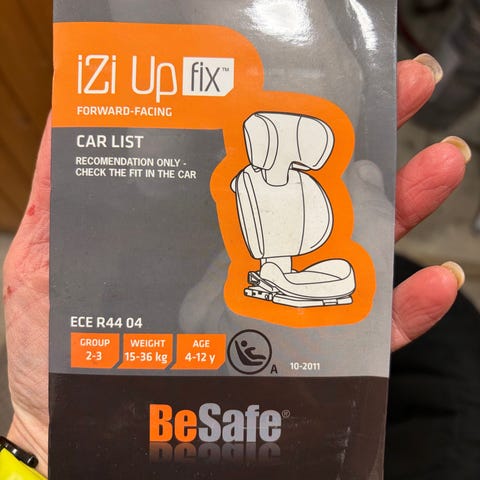 iZi Up fix™
FORWARD-FACING
CAR LIST
RECOMENDATION ONLY -
CHECK THE FIT IN THE CAR
ECE R44 04
GROUP
2-3
WEIGHT
15-36 kg
AGE
4-12 y
A
10-2011
BeSafe®